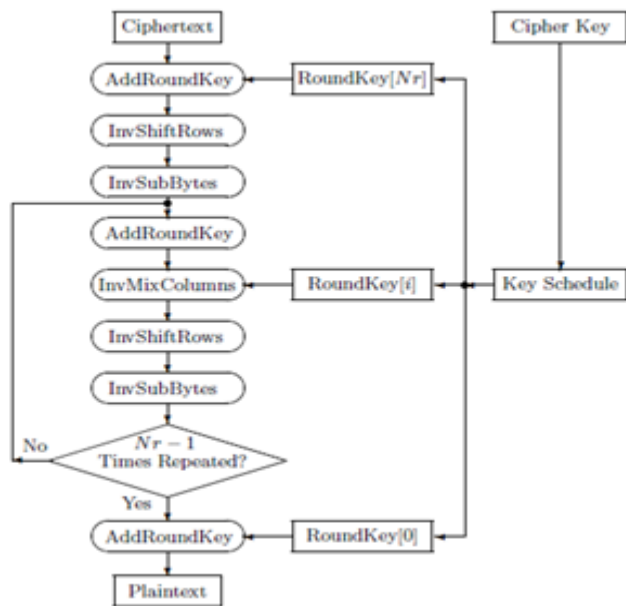 Ciphertext
Cipher Key
AddRoundKey
RoundKey[Nr]
InvShiftRows
InvSubBytes
AddRoundKey
InvMixColumns
RoundKey[i]
Key Schedule
InvShiftRows
InvSubBytes
No
Nr − 1
Times Repeated?
Yes
AddRoundKey
RoundKey[0]
Plaintext